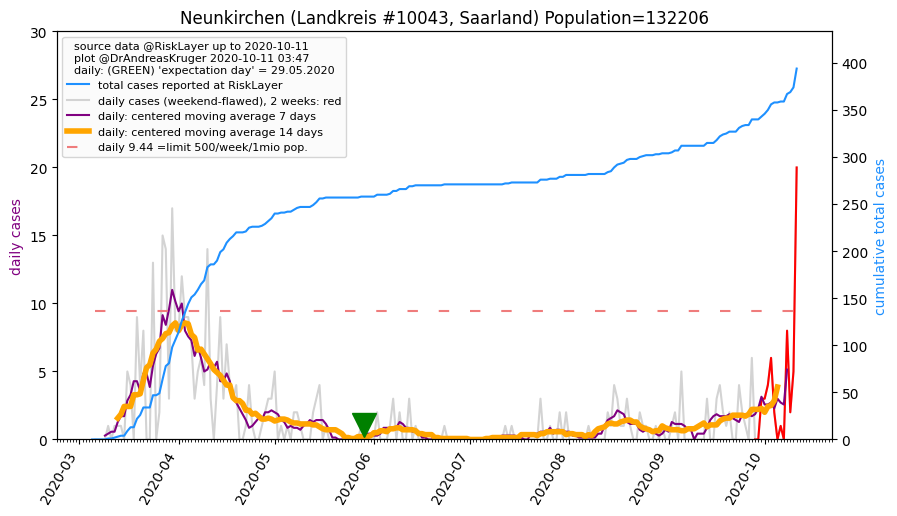 Neunkirchen (Landkreis #10043, Saarland) Population=132206
source data @RiskLayer up to 2020-10-11
plot @DrAndreasKruger 2020-10-11 03:47
daily: (GREEN) 'expectation day' = 29.05.2020
total cases reported at RiskLayer
daily cases (weekend-flawed), 2 weeks: red
daily: centered moving average 7 days
daily: centered moving average 14 days
daily 9.44 =limit 500/week/1mio pop.
daily cases
30
25
20
15
10
5
0
cumulative total cases
400
350
300
250
200
150
100
50
0
2020-03
2020-04
2020-05
2020-06
2020-07
2020-08
2020-09
2020-10